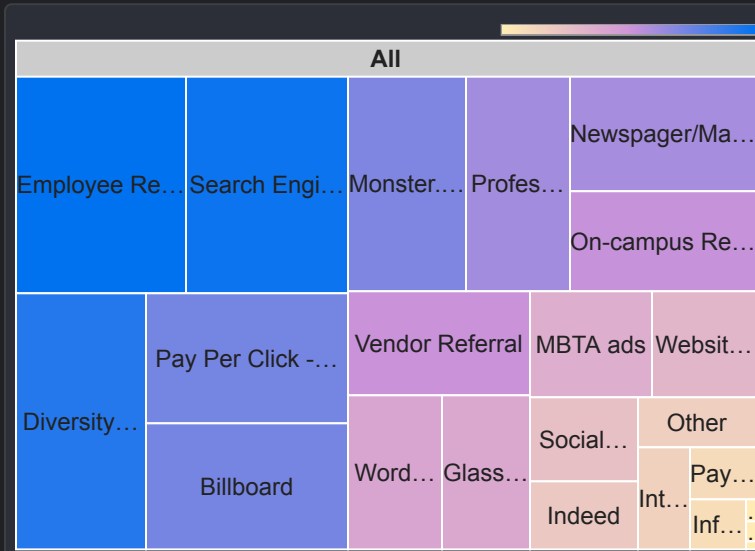 All
Employee Re…
Search Engi…
Monster.…
Profes…
Newspager/Ma…
On-campus Re…
Diversity…
Pay Per Click -…
Billboard
Vendor Referral
MBTA ads
Websit…
Word…
Glass…
Social…
Indeed
Other
Int…
Pay…
Inf…